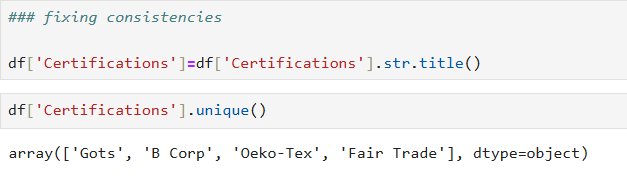 ### fixing consistencies
df['Certifications']=df['Certifications'].str.title()
df['Certifications'].unique()
array(['Gots', 'B Corp', 'Oeko-Tex', 'Fair Trade'], dtype=object)